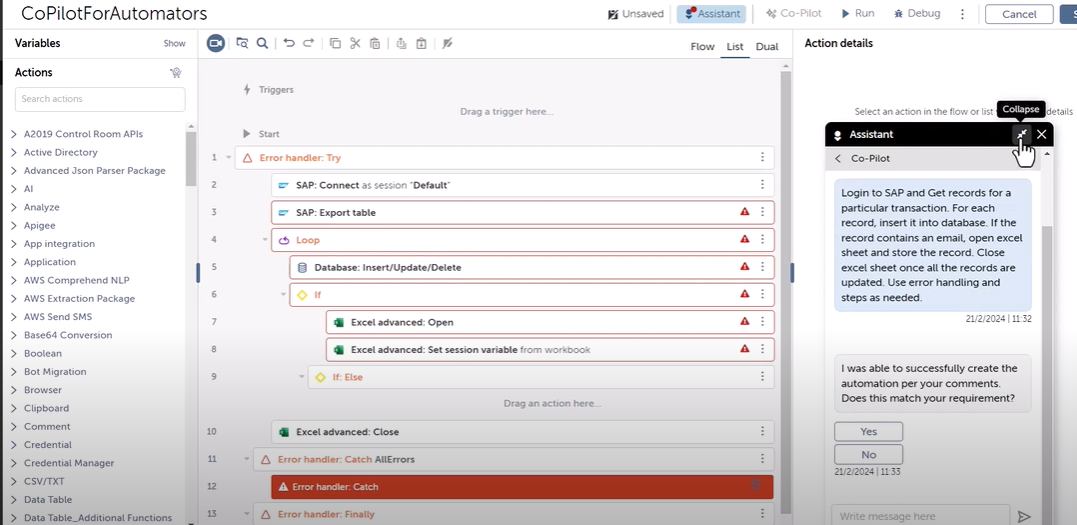 CoPilotForAutomators
Unsaved
Assistant
Co-Pilot
Run
Debug
Cancel
Variables
Show
Flow
List
Dual
Action details
Actions
Search actions
A2019 Control Room APIs
Active Directory
Advanced Json Parser Package
AI
Analyze
Apigee
App integration
Application
AWS Comprehend NLP
AWS Extraction Package
AWS Send SMS
Base64 Conversion
Boolean
Bot Migration
Browser
Clipboard
Comment
Credential
Credential Manager
CSV/TXT
Data Table
Data Table_Additional Functions
Triggers
Drag a trigger here...
Start
1 Error handler: Try
2 SAP: Connect as session "Default"
3 SAP: Export table
4 Loop
5 Database: Insert/Update/Delete
6 If
7 Excel advanced: Open
8 Excel advanced: Set session variable from workbook
9 If: Else
Drag an action here...
10 Excel advanced: Close
11 Error handler: Catch AllErrors
12 Error handler: Catch
13 Error handler: Finally
Select an action in the flow or list
details
Collapse
Assistant
Co-Pilot
Login to SAP and Get records for a
particular transaction. For each
record, insert it into database. If the
record contains an email, open excel
sheet and store the record. Close
excel sheet once all the records are
updated. Use error handling and
steps as needed.
21/2/2024 | 11:32
I was able to successfully create the
automation per your comments.
Does this match your requirement?
Yes
No
21/2/2024 | 11:33
Write message here